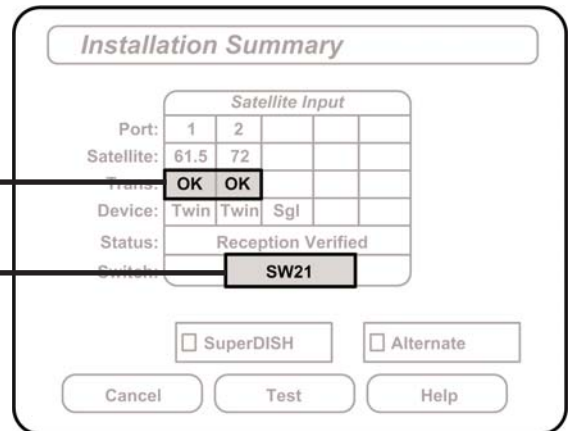 Installation Summary
Satellite Input
Port: 1 2
Satellite: 61.5 72
Trans: OK OK
Device: Twin Twin Sgl
Status: Reception Verified
Switch: SW21
SuperDISH Alternate
Cancel Test Help